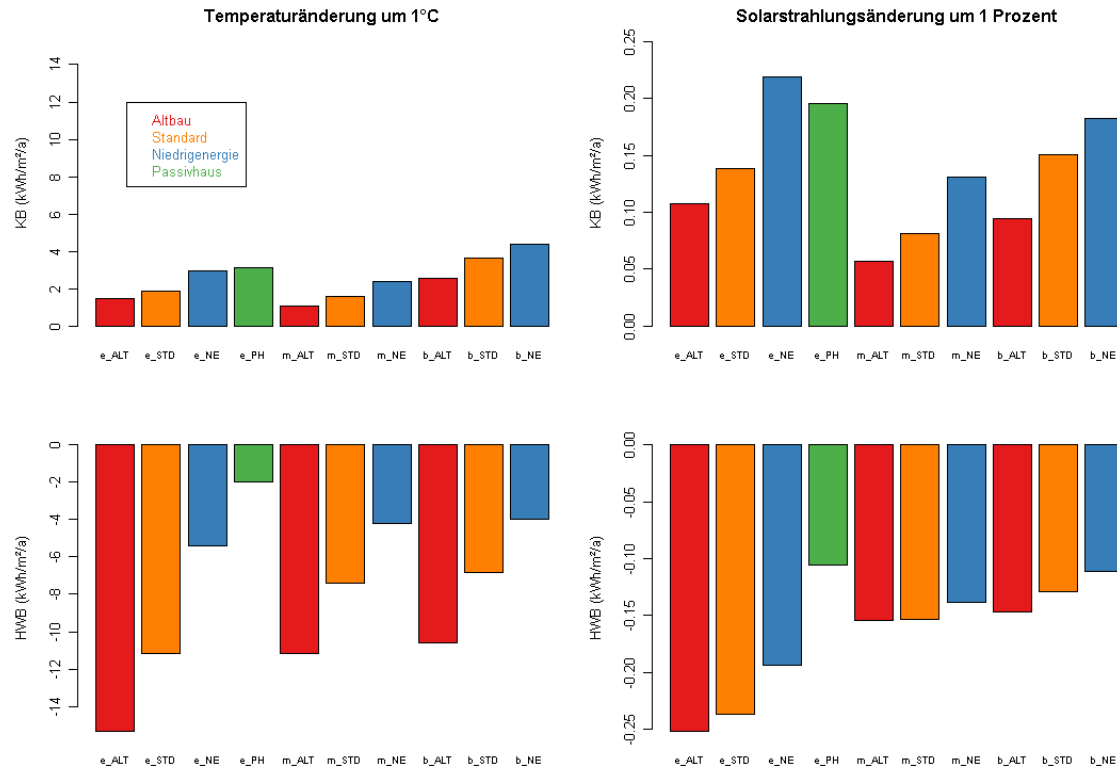 Temperaturänderung um 1°C
KB (kWh/m²/a)
14
12
10
8
6
4
2
0
Altbau
Standard
Niedrigenergie
Passivhaus
e_ALT e_STD e_NE e_PH m_ALT m_STD m_NE b_ALT b_STD b_NE
Solarstrahlungsänderung um 1 Prozent
KB (kWh/m²/a)
0.25
0.20
0.15
0.10
0.05
0.00
e_ALT e_STD e_NE e_PH m_ALT m_STD m_NE b_ALT b_STD b_NE
HWB (kWh/m²/a)
0
-2
-4
-6
-8
-10
-12
-14
e_ALT e_STD e_NE e_PH m_ALT m_STD m_NE b_ALT b_STD b_NE
HWB (kWh/m²/a)
0.00
-0.05
-0.10
-0.15
-0.20
-0.25
e_ALT e_STD e_NE e_PH m_ALT m_STD m_NE b_ALT b_STD b_NE